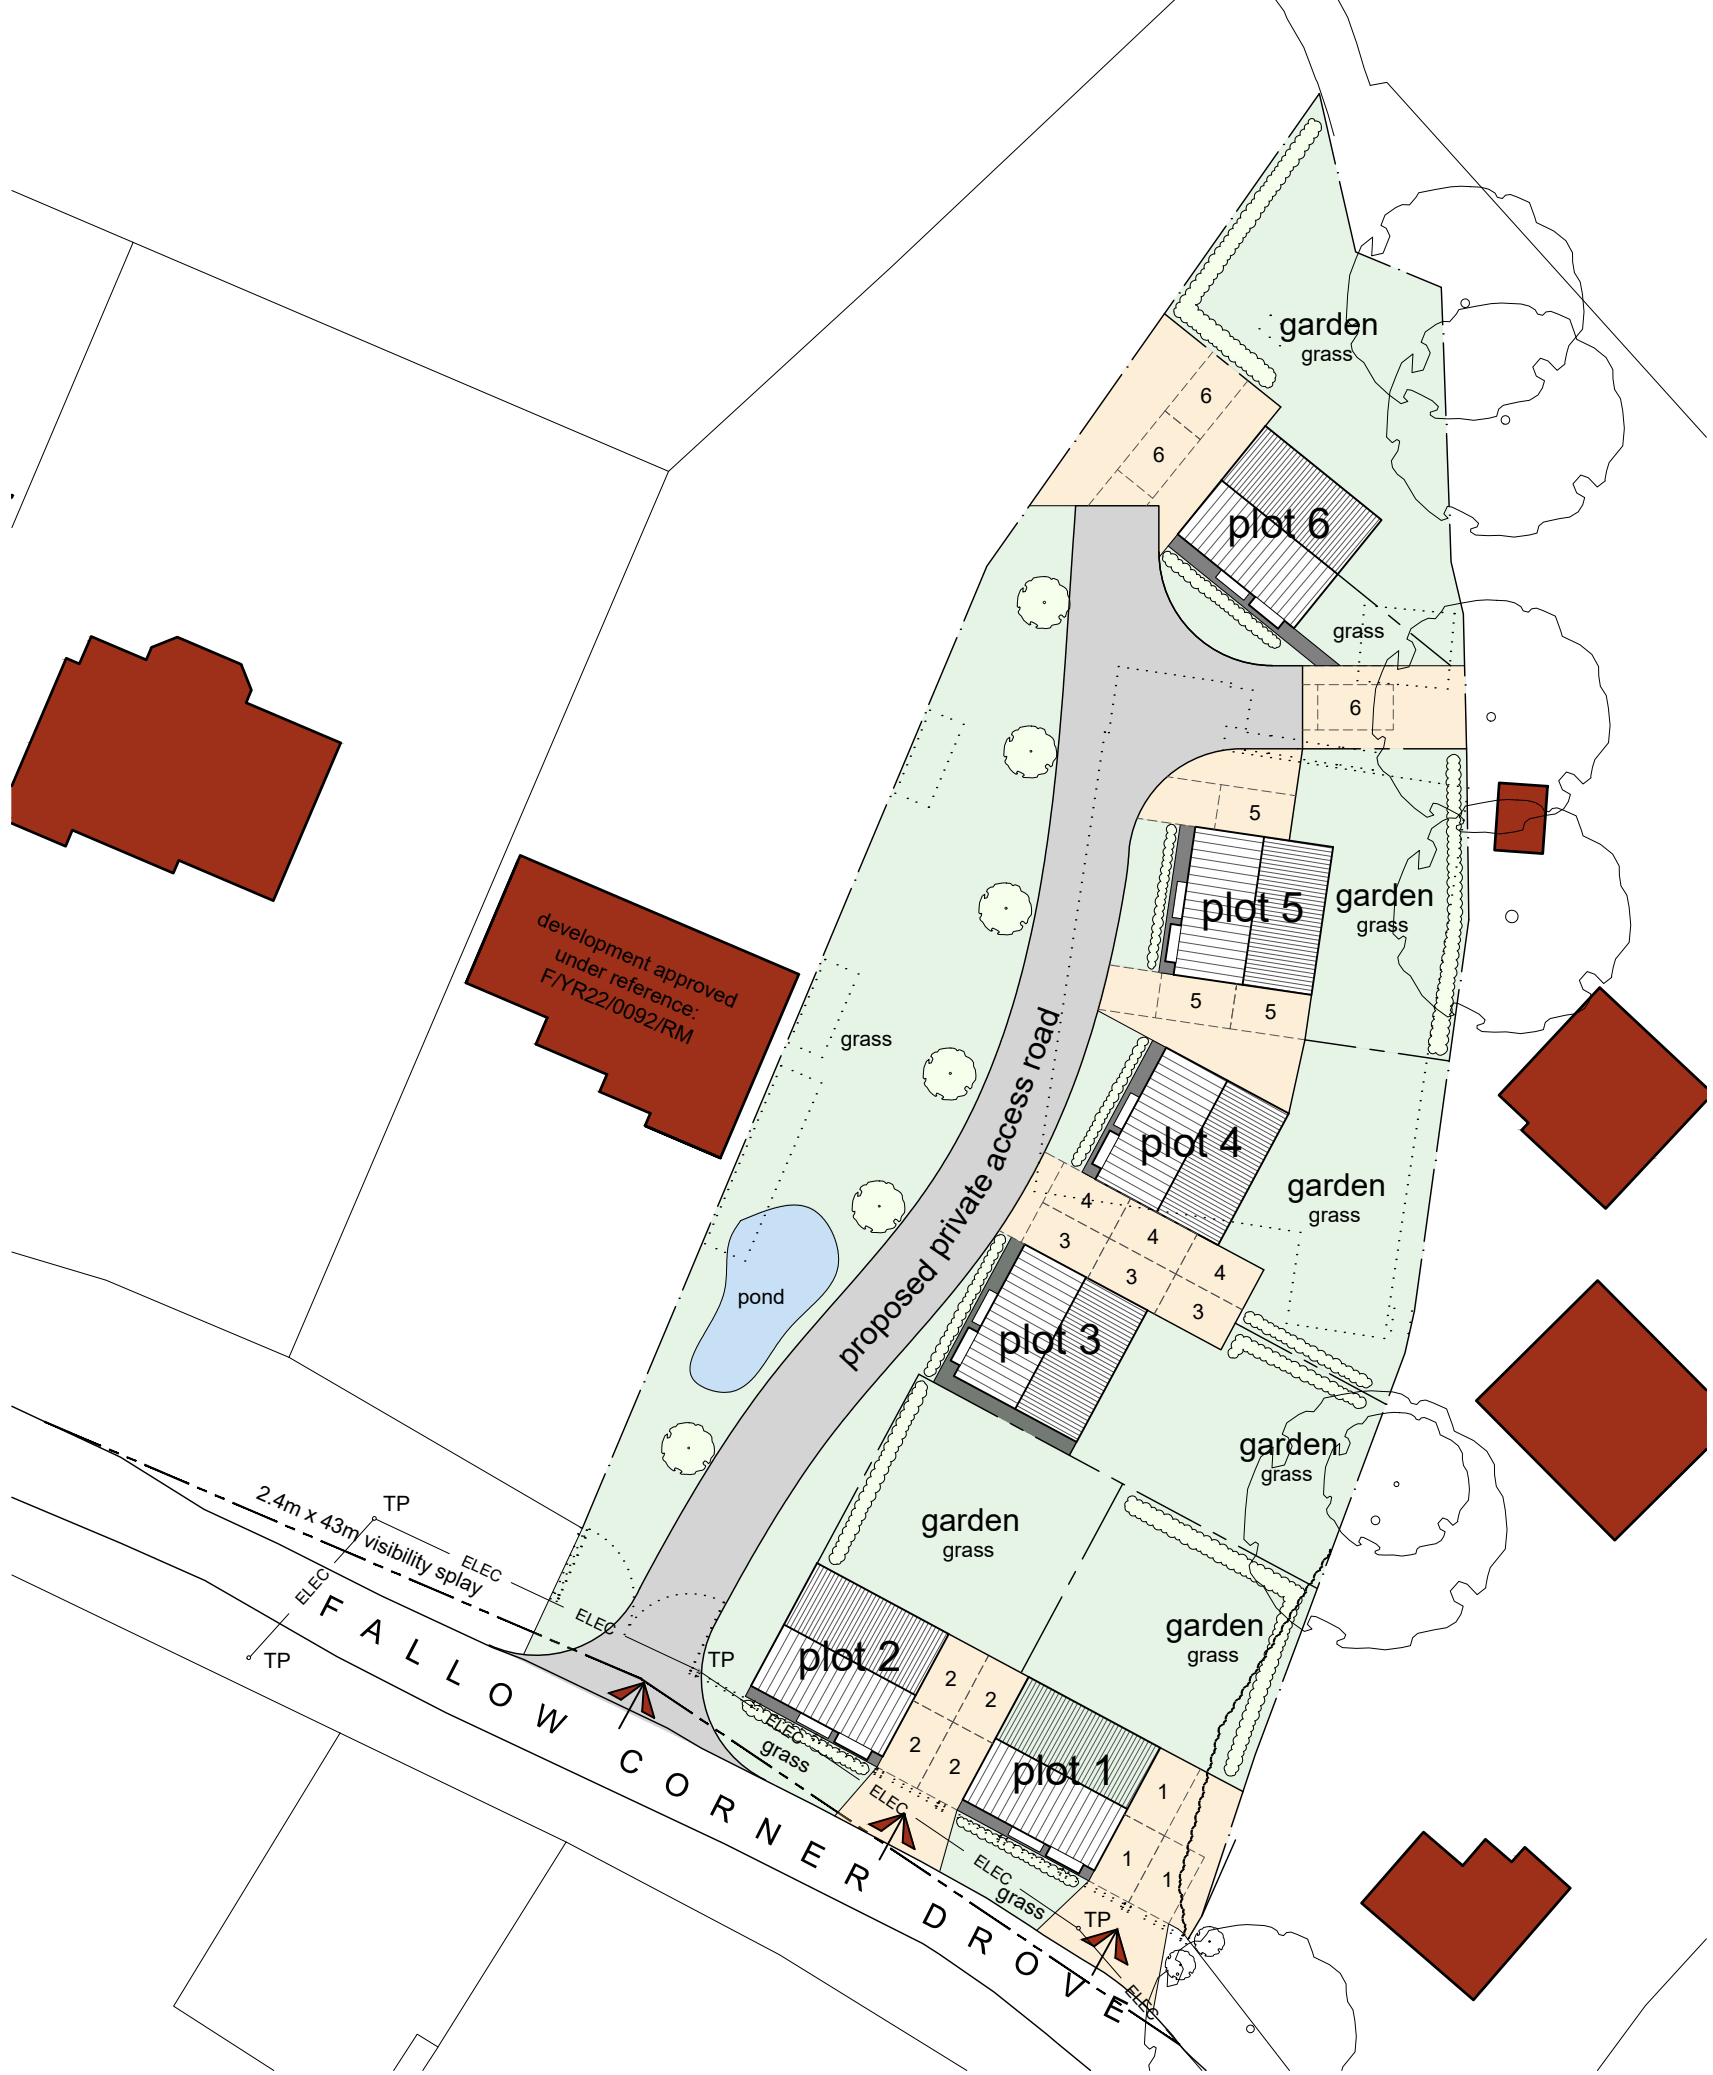 garden
grass
6
6
plot 6
grass
6
5
plot 5
garden
grass
5
5
development approved
under reference:
F/YR22/0092/RM
grass
proposed private access road
plot 4
garden
grass
4
4
4
3
3
3
pond
plot 3
garden
grass
garden
grass
2.4m x 43m visibility splay
TP
ELEC
ELEC
TP
ELEC
TP
garden
grass
plot 2
2
2
2
2
ELEC
grass
plot 1
1
1
1
ELEC
ELEC
grass
TP
ELEC
FALLOW CORNER DROVE